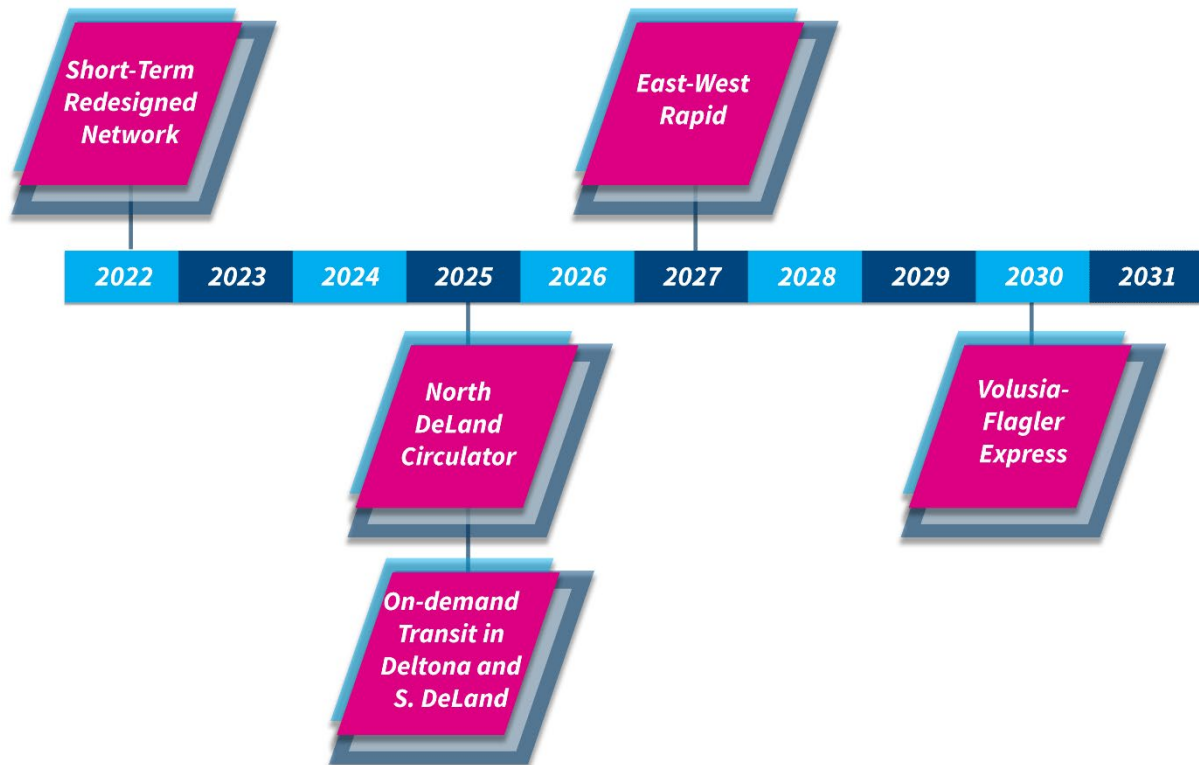 Short-Term
Redesigned
Network
East-West
Rapid
2022 2023 2024 2025 2026 2027 2028 2029 2030 2031
North
DeLand
Circulator
Volusia-
Flagler
Express
On-demand
Transit in
Deltona and
S. DeLand